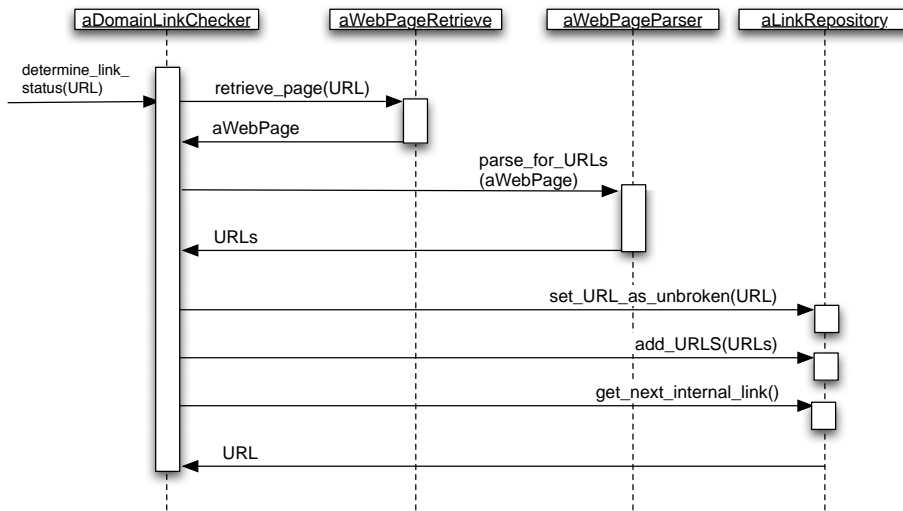 aDomainLinkChecker
aWebPageRetrieve
aWebPageParser
aLinkRepository
determine_link_
status(URL)
retrieve_page(URL)
aWebPage
parse_for_URLs
(aWebPage)
URLs
set_URL_as_unbroken(URL)
add_URLS(URLs)
get_next_internal_link()
URL